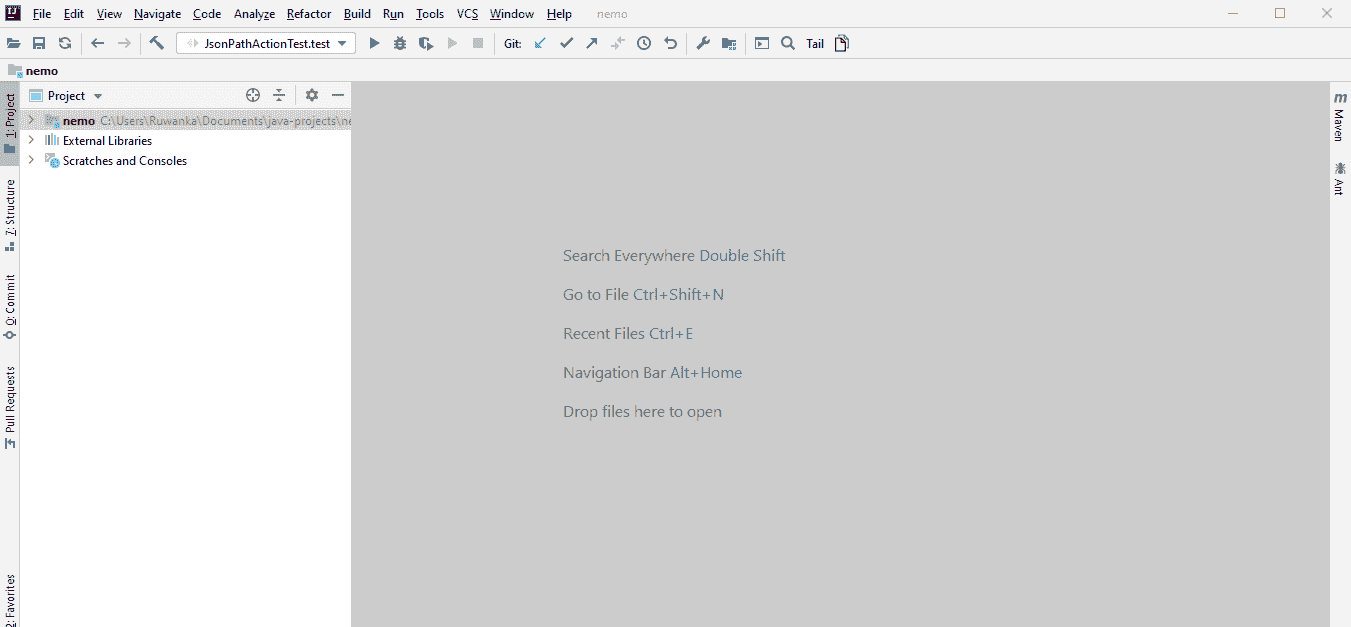 IJ File Edit View Navigate Code Analyze Refactor Build Run Tools VCS Window Help nemo
JsonPathActionTest.test Git: Tail
nemo
Project
nemo C:\Users\Ruwanka\Documents\java-projects\ne
External Libraries
Scratches and Consoles
1: Project
7: Structure
0: Commit
Pull Requests
2: Favorites
Search Everywhere Double Shift
Go to File Ctrl+Shift+N
Recent Files Ctrl+E
Navigation Bar Alt+Home
Drop files here to open
m
Maven
Ant